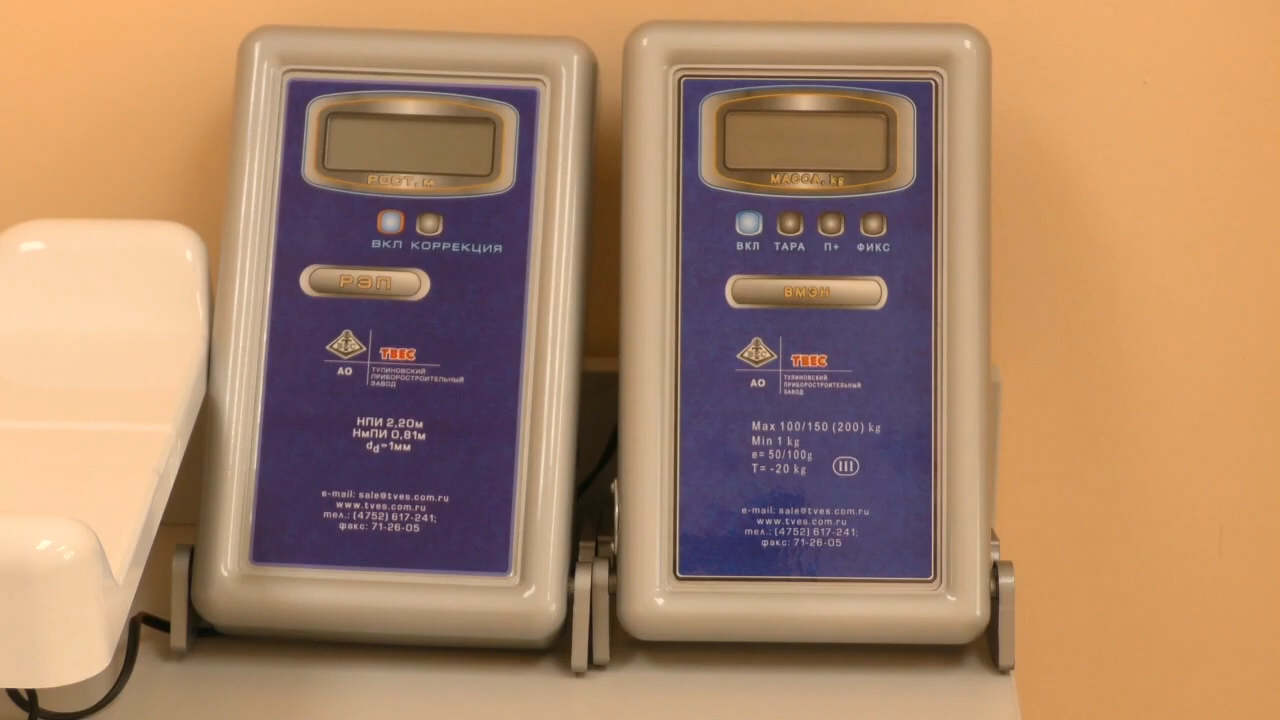 РОСТ, м
ВКЛ КОРРЕКЦИЯ
РЭП
ВЕС
ТВЕС
АО
ТУЛИНОВСКИЙ
ПРИБОРОСТРОИТЕЛЬНЫЙ
ЗАВОД
НПИ 2,20м
НмПИ 0,81м
dd=1мм
e-mail: sale@tves.com.ru
www.tves.com.ru
тел.: (4752) 617-241;
факс: 71-26-05
МАССА, kg
ВКЛ ТАРА П+ ФИКС
ВМЭН
ВЕС
ТВЕС
АО
ТУЛИНОВСКИЙ
ПРИБОРОСТРОИТЕЛЬНЫЙ
ЗАВОД
Max 100/150 (200) kg
Min 1 kg
e= 50/100g
T= -20 kg III
e-mail: sale@tves.com.ru
www.tves.com.ru
тел.: (4752) 617-241;
факс: 71-26-05